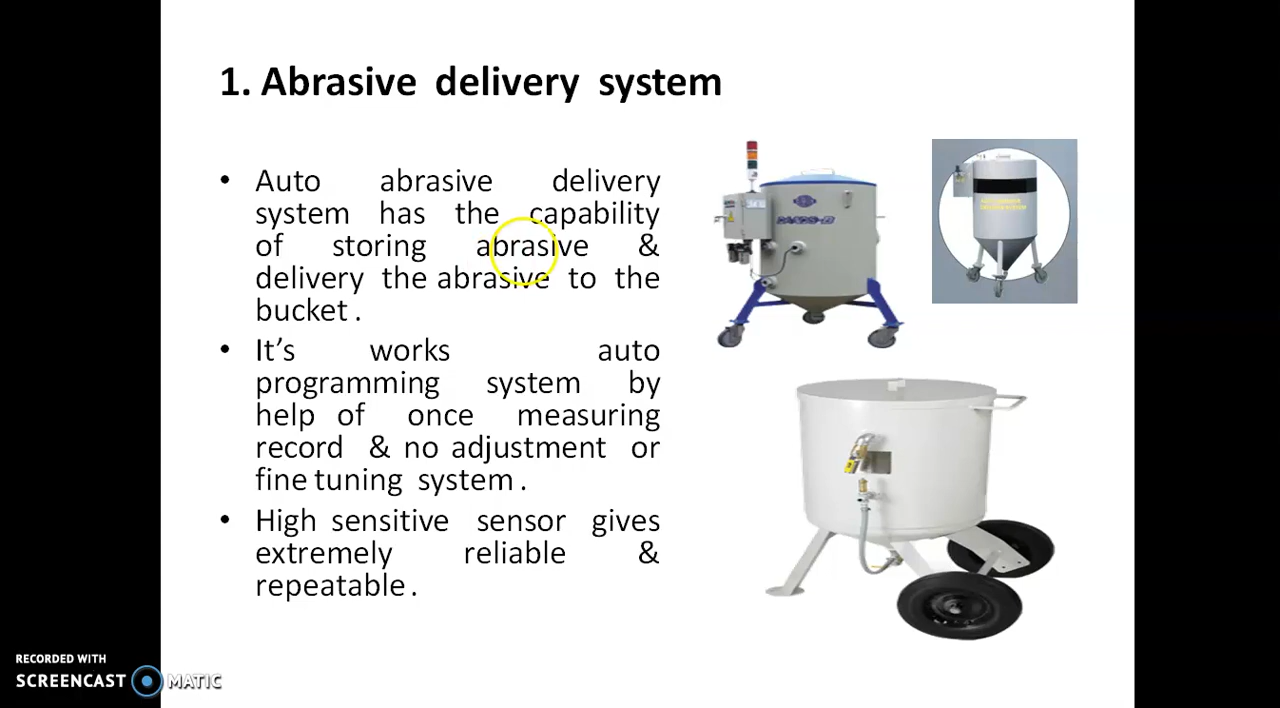 1. Abrasive delivery system
• Auto abrasive delivery
system has the capability
of storing abrasive &
delivery the abrasive to the
bucket .
• It’s works auto
programming system by
help of once measuring
record & no adjustment or
fine tuning system .
• High sensitive sensor gives
extremely reliable &
repeatable .
RECORDED WITH
SCREENCAST MATIC